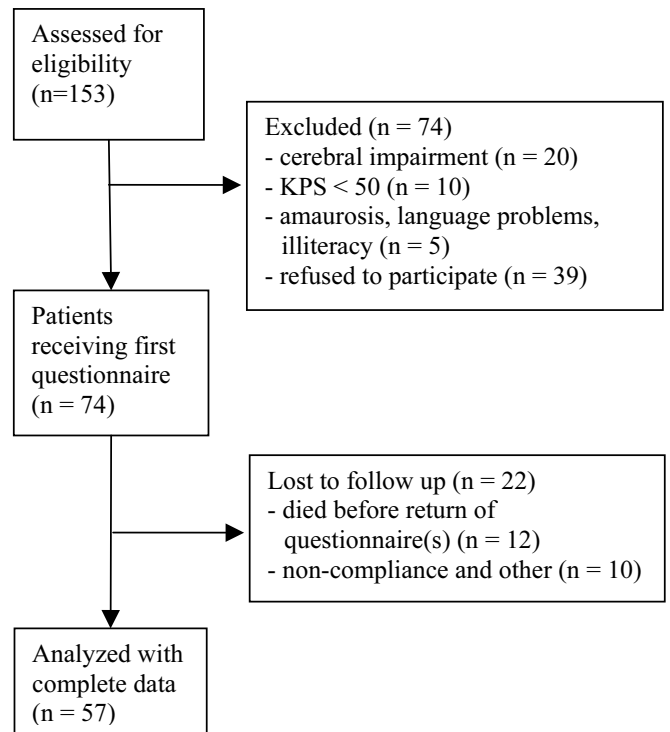 Assessed for
eligibility
(n=153)
Excluded (n = 74)
- cerebral impairment (n = 20)
- KPS < 50 (n = 10)
- amaurosis, language problems,
illiteracy (n = 5)
- refused to participate (n = 39)
Patients
receiving first
questionnaire
(n = 74)
Lost to follow up (n = 22)
- died before return of
questionnaire(s) (n = 12)
- non-compliance and other (n = 10)
Analyzed with
complete data
(n = 57)